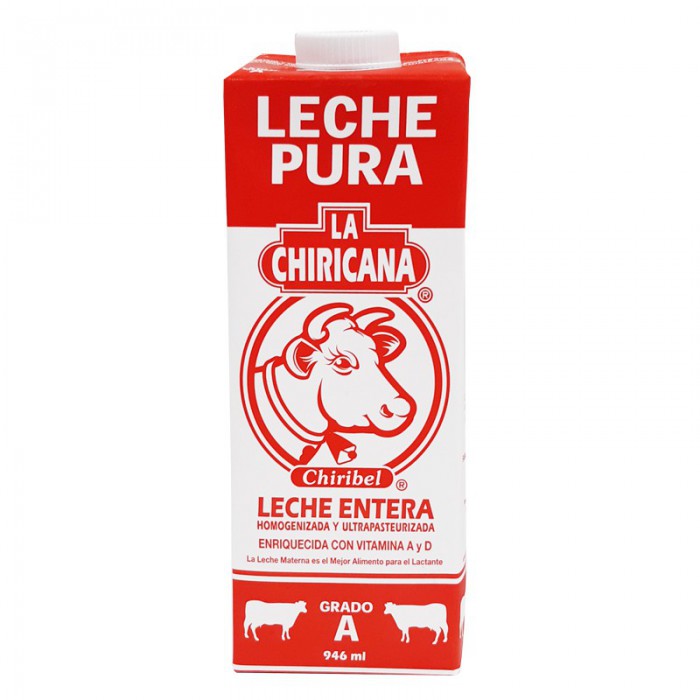 LECHE
PURA
LA
CHIRICANA
®
Chiribel
®
LECHE ENTERA
HOMOGENIZADA Y ULTRAPASTEURIZADA
ENRIQUECIDA CON VITAMINA A y D
La Leche Materna es el Mejor Alimento para el Lactante
GRADO
A
946 ml